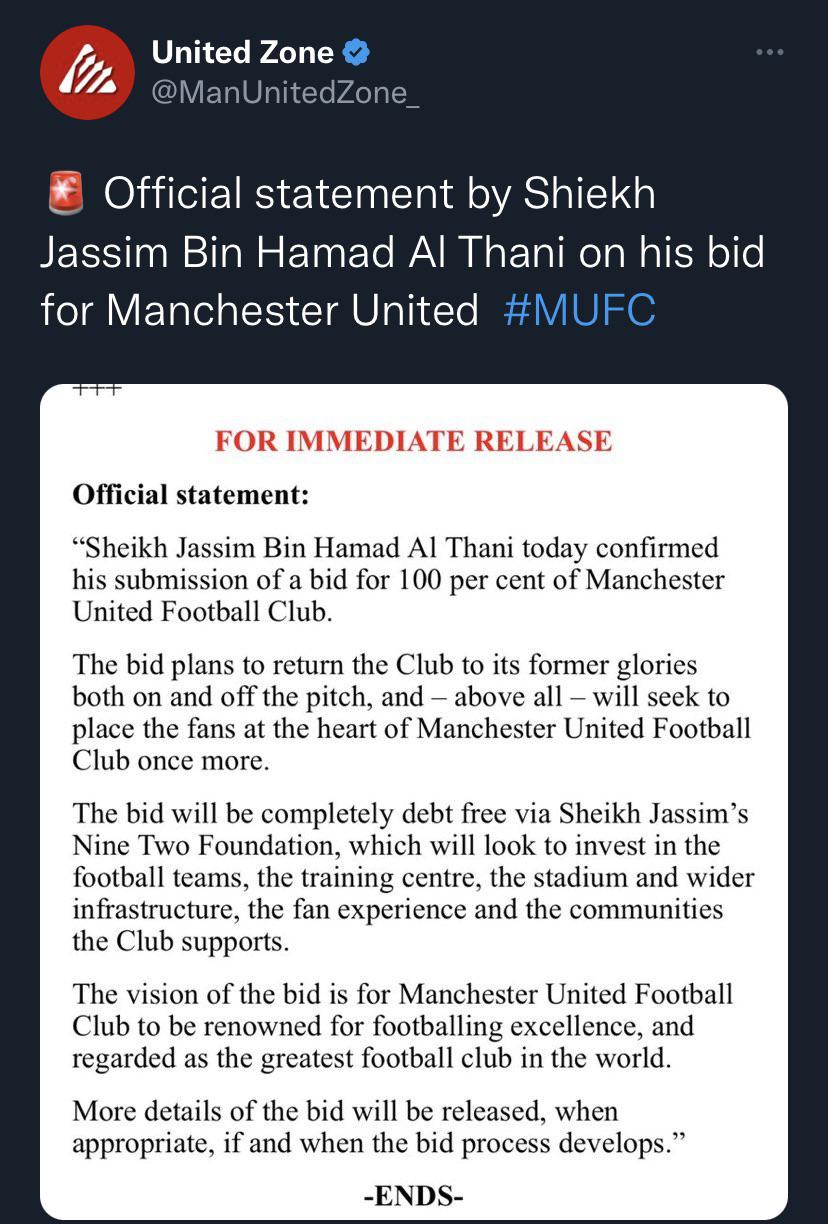 United Zone
@ManUnitedZone_
🚨 Official statement by Shiekh
Jassim Bin Hamad Al Thani on his bid
for Manchester United #MUFC
+++
FOR IMMEDIATE RELEASE
Official statement:
“Sheikh Jassim Bin Hamad Al Thani today confirmed
his submission of a bid for 100 per cent of Manchester
United Football Club.
The bid plans to return the Club to its former glories
both on and off the pitch, and – above all – will seek to
place the fans at the heart of Manchester United Football
Club once more.
The bid will be completely debt free via Sheikh Jassim’s
Nine Two Foundation, which will look to invest in the
football teams, the training centre, the stadium and wider
infrastructure, the fan experience and the communities
the Club supports.
The vision of the bid is for Manchester United Football
Club to be renowned for footballing excellence, and
regarded as the greatest football club in the world.
More details of the bid will be released, when
appropriate, if and when the bid process develops.”
-ENDS-